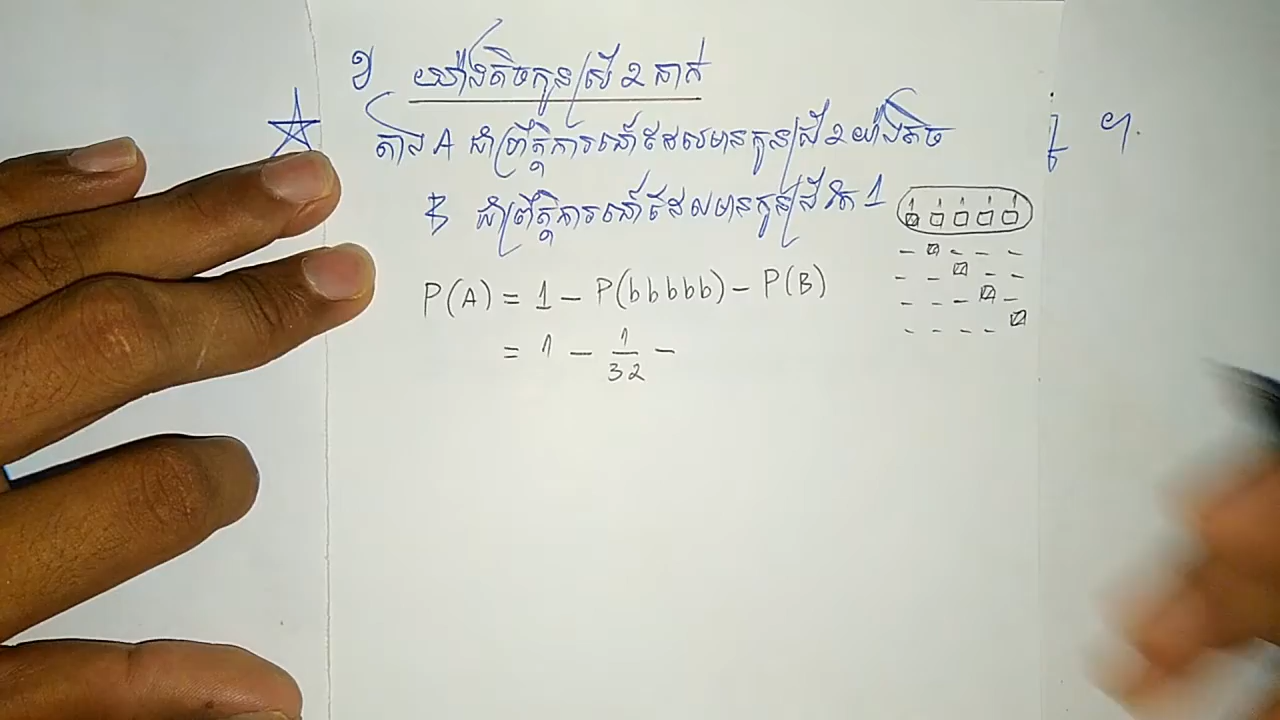 ខ យ៉ាងតិចកូនស្រី 2 នាក់
តាង A ជាព្រឹត្តិការណ៍ដែលមានកូនស្រី 2 យ៉ាងតិច
B ជាព្រឹត្តិការណ៍ដែលមានកូនស្រីតែ 1
P(A) = 1 - P(bbbbb) - P(B)
= 1 - 1/32 -